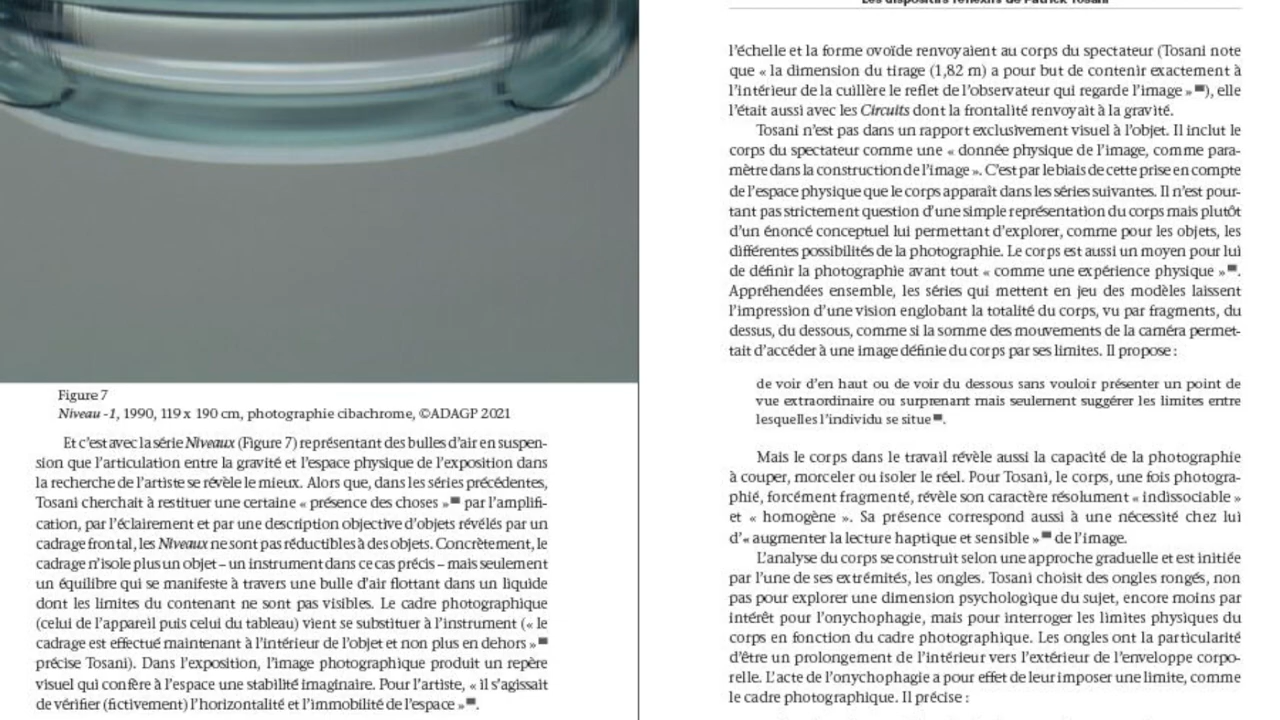 Figure 7
Niveau -1, 1990, 119 x 190 cm, photographie cibachrome, ©ADAGP 2021
Et c'est avec la série Niveaux (Figure 7) représentant des bulles d'air en suspen-
sion que l'articulation entre la gravité et l'espace physique de l'exposition dans
la recherche de l'artiste se révèle le mieux. Alors que, dans les séries précédentes,
Tosani cherchait à restituer une certaine « présence des choses » par l'amplifi-
cation, par l'éclairement et par une description objective d'objets révélés par un
cadrage frontal, les Niveaux ne sont pas réductibles à des objets. Concrètement, le
cadrage n'isole plus un objet – un instrument dans ce cas précis – mais seulement
un équilibre qui se manifeste à travers une bulle d'air flottant dans un liquide
dont les limites du contenant ne sont pas visibles. Le cadre photographique
(celui de l'appareil puis celui du tableau) vient se substituer à l'instrument (« le
cadrage est effectué maintenant à l'intérieur de l'objet et non plus en dehors »
précise Tosani). Dans l'exposition, l'image photographique produit un repère
visuel qui confère à l'espace une stabilité imaginaire. Pour l'artiste, « il s'agissait
de vérifier (fictivement) l'horizontalité et l'immobilité de l'espace ».
Les dispositifs réflexifs de Patrick Tosani
l'échelle et la forme ovoïde renvoyaient au corps du spectateur (Tosani note
que « la dimension du tirage (1,82 m) a pour but de contenir exactement à
l'intérieur de la cuillère le reflet de l'observateur qui regarde l'image »), elle
l'était aussi avec les Circuits dont la frontalité renvoyait à la gravité.
Tosani n'est pas dans un rapport exclusivement visuel à l'objet. Il inclut le
corps du spectateur comme une « donnée physique de l'image, comme para-
mètre dans la construction de l'image ». C'est par le biais de cette prise en compte
de l'espace physique que le corps apparaît dans les séries suivantes. Il n'est pour-
tant pas strictement question d'une simple représentation du corps mais plutôt
d'un énoncé conceptuel lui permettant d'explorer, comme pour les objets, les
différentes possibilités de la photographie. Le corps est aussi un moyen pour lui
de définir la photographie avant tout « comme une expérience physique ».
Appréhendées ensemble, les séries qui mettent en jeu des modèles laissent
l'impression d'une vision englobant la totalité du corps, vu par fragments, du
dessus, du dessous, comme si la somme des mouvements de la caméra permet-
tait d'accéder à une image définie du corps par ses limites. Il propose :
de voir d'en haut ou de voir du dessous sans vouloir présenter un point de
vue extraordinaire ou surprenant mais seulement suggérer les limites entre
lesquelles l'individu se situe.
Mais le corps dans le travail révèle aussi la capacité de la photographie
à couper, morceler ou isoler le réel. Pour Tosani, le corps, une fois photogra-
phié, forcément fragmenté, révèle son caractère résolument « indissociable »
et « homogène ». Sa présence correspond aussi à une nécessité chez lui
d'« augmenter la lecture haptique et sensible » de l'image.
L'analyse du corps se construit selon une approche graduelle et est initiée
par l'une de ses extrémités, les ongles. Tosani choisit des ongles rongés, non
pas pour explorer une dimension psychologique du sujet, encore moins par
intérêt pour l'onychophagie, mais pour interroger les limites physiques du
corps en fonction du cadre photographique. Les ongles ont la particularité
d'être un prolongement de l'intérieur vers l'extérieur de l'enveloppe corpo-
relle. L'acte de l'onychophagie a pour effet de leur imposer une limite, comme
le cadre photographique. Il précise :